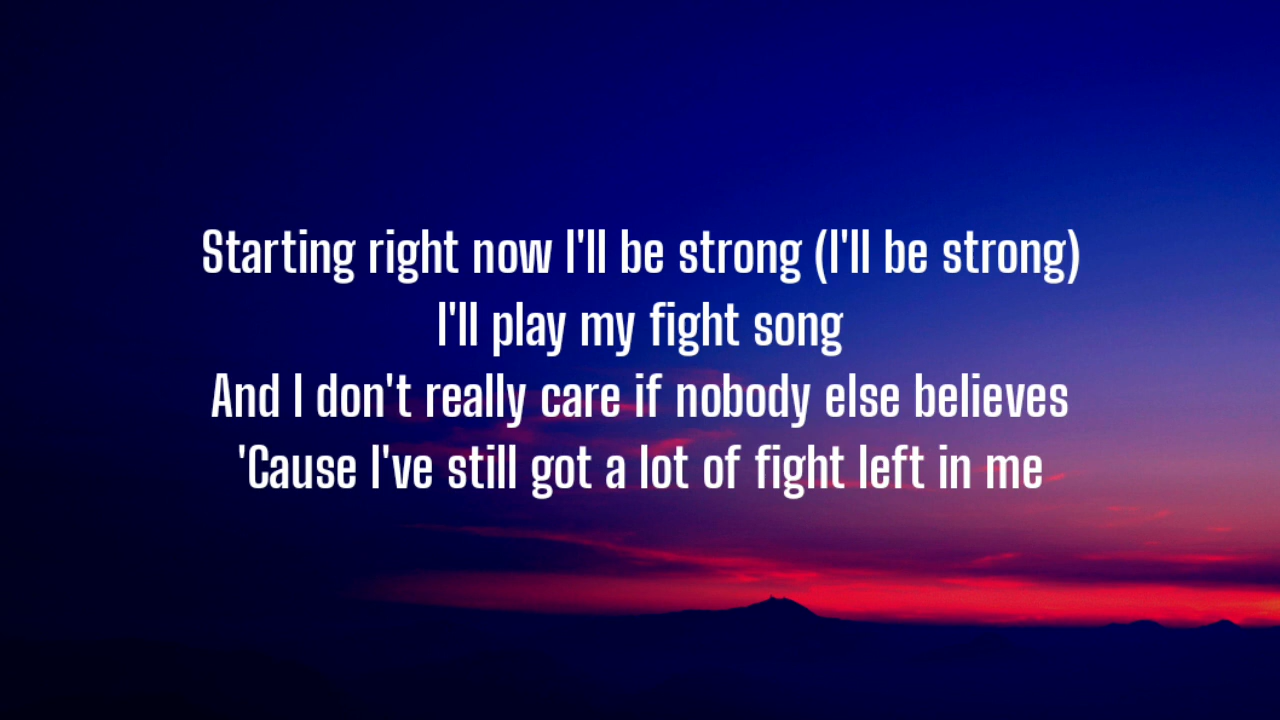 Starting right now I'll be strong (I'll be strong)
I'll play my fight song
And I don't really care if nobody else believes
'Cause I've still got a lot of fight left in me